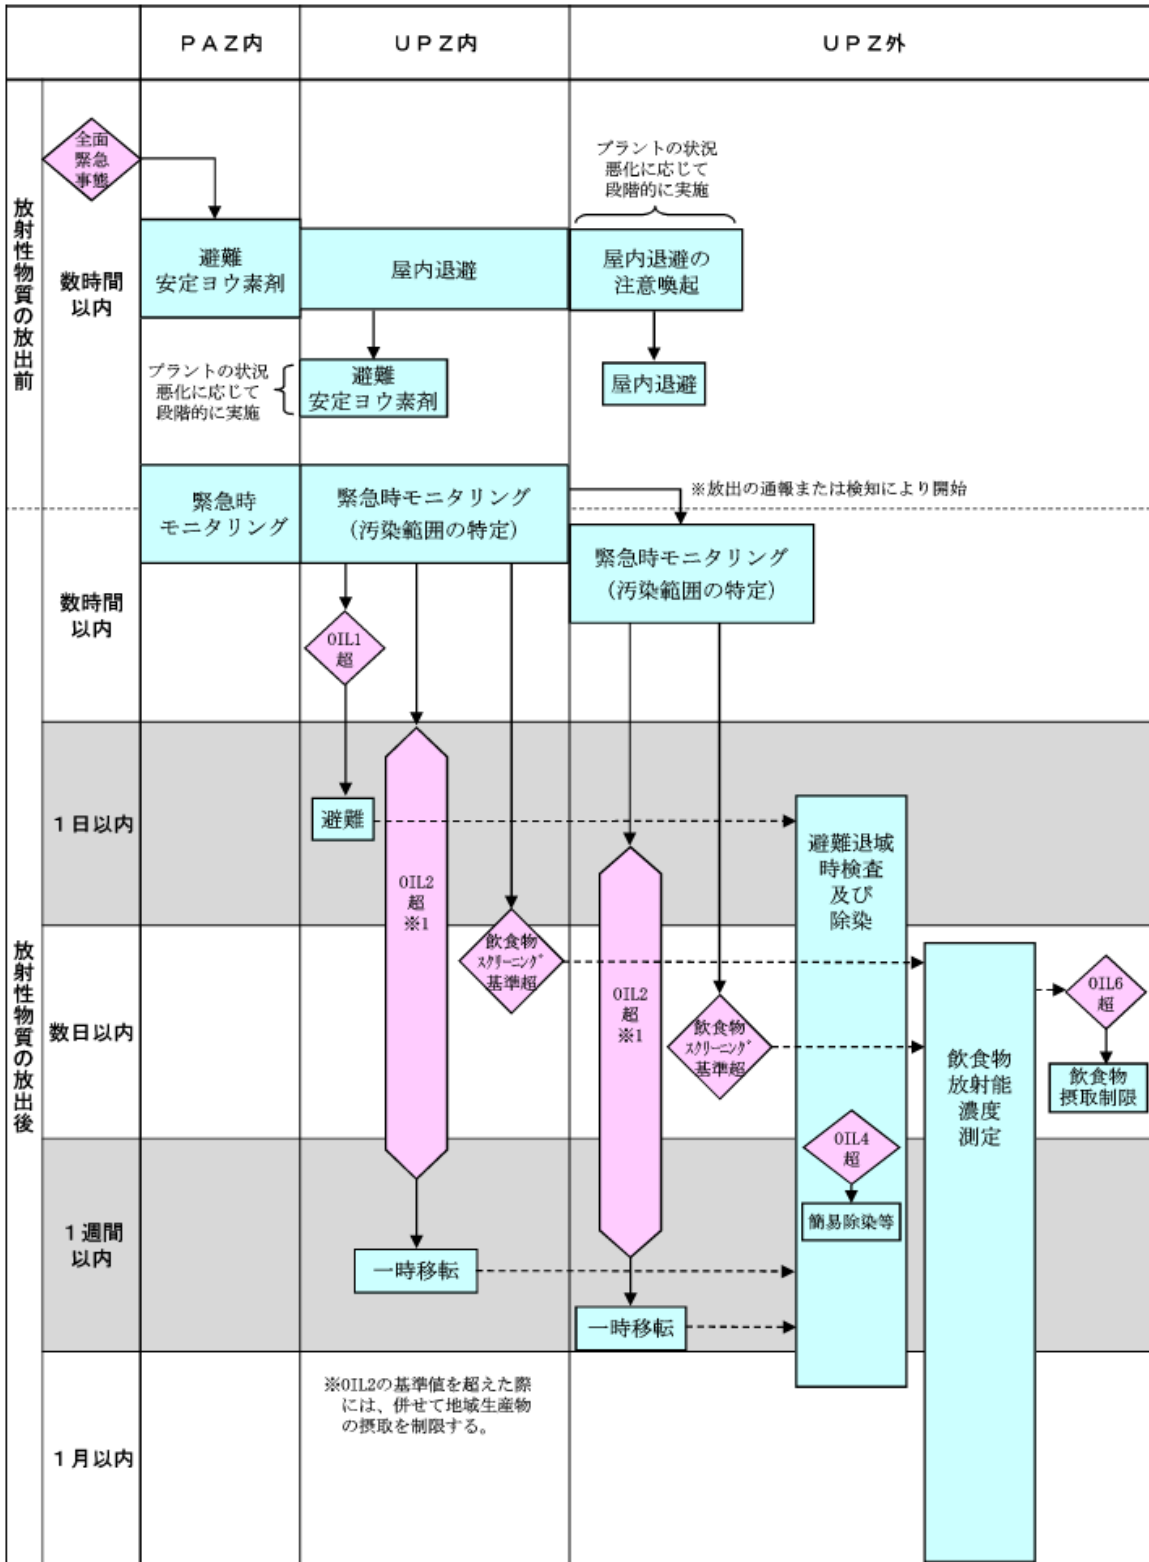 ＰＡＺ内
ＵＰＺ内
ＵＰＺ外
放射性物質の放出前
数時間
以内
全面
緊急
事態
避難
安定ヨウ素剤
屋内退避
プラントの状況
悪化に応じて
段階的に実施
屋内退避の
注意喚起
プラントの状況
悪化に応じて
段階的に実施
避難
安定ヨウ素剤
屋内退避
緊急時
モニタリング
緊急時モニタリング
（汚染範囲の特定）
※放出の通報または検知により開始
緊急時モニタリング
（汚染範囲の特定）
放射性物質の放出後
数時間
以内
OIL1
超
１日以内
避難
OIL2
超
※1
避難退域
時検査
及び
除染
数日以内
飲食物
ｽｸﾘｰﾆﾝｸﾞ
基準超
OIL2
超
※1
飲食物
ｽｸﾘｰﾆﾝｸﾞ
基準超
飲食物
放射能
濃度
測定
OIL6
超
飲食物
摂取制限
１週間
以内
OIL4
超
簡易除染等
一時移転
一時移転
１月以内
※OIL2の基準値を超えた際
には、併せて地域生産物
の摂取を制限する。